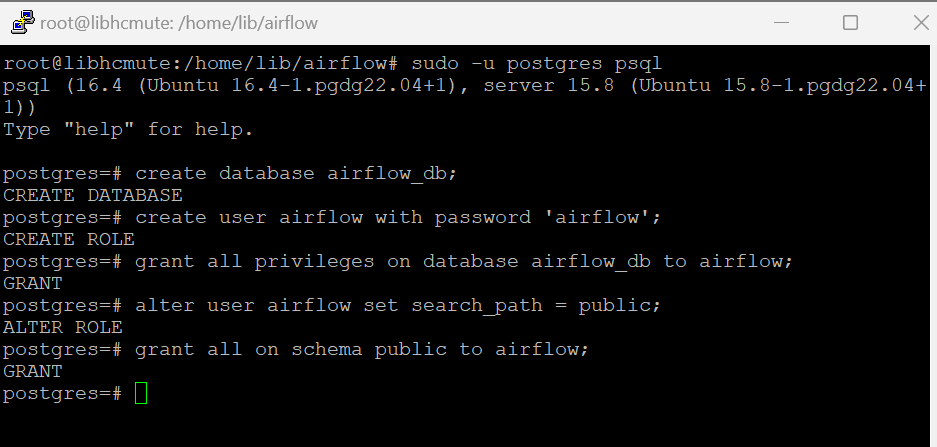 root@libhcmute: /home/lib/airflow
root@libhcmute:/home/lib/airflow# sudo -u postgres psql
psql (16.4 (Ubuntu 16.4-1.pgdg22.04+1), server 15.8 (Ubuntu 15.8-1.pgdg22.04+
1))
Type "help" for help.
postgres=# create database airflow_db;
CREATE DATABASE
postgres=# create user airflow with password 'airflow';
CREATE ROLE
postgres=# grant all privileges on database airflow_db to airflow;
GRANT
postgres=# alter user airflow set search_path = public;
ALTER ROLE
postgres=# grant all on schema public to airflow;
GRANT
postgres=#